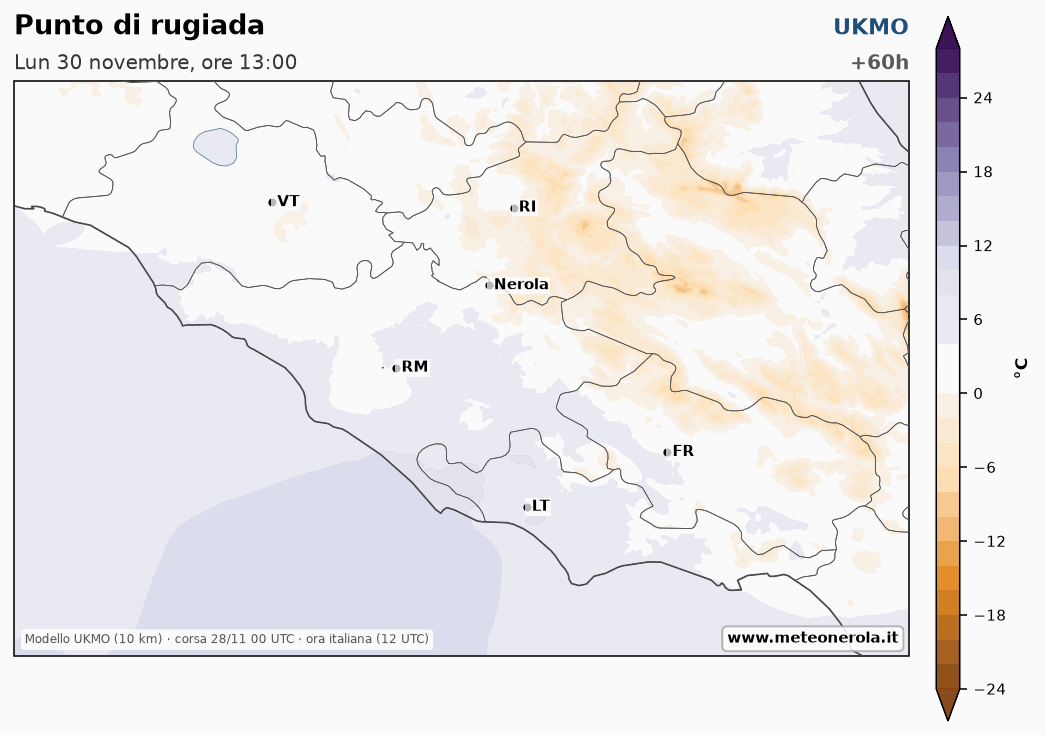 Punto di rugiada
UKMO
Lun 30 novembre, ore 13:00
+60h
VT
RI
Nerola
RM
FR
LT
24
18
12
6
0
−6
−12
−18
−24
°C
Modello UKMO (10 km) · corsa 28/11 00 UTC · ora italiana (12 UTC)
www.meteonerola.it